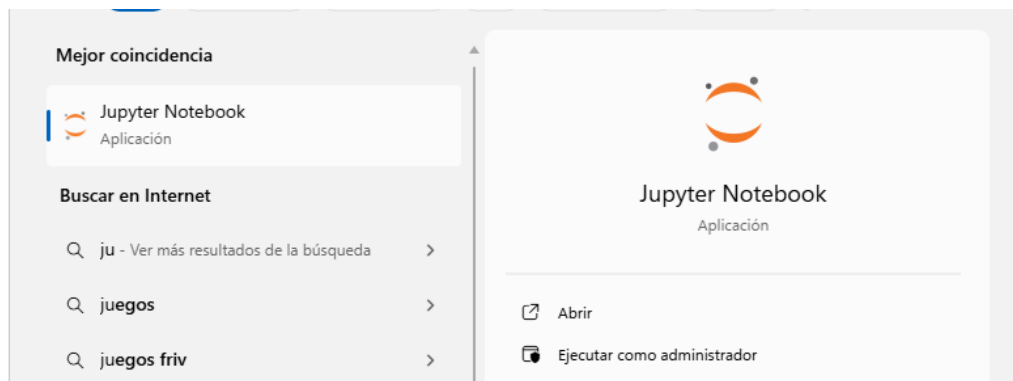 Mejor coincidencia
Jupyter Notebook
Aplicación
Buscar en Internet
ju - Ver más resultados de la búsqueda
juegos
juegos friv
Jupyter Notebook
Aplicación
Abrir
Ejecutar como administrador